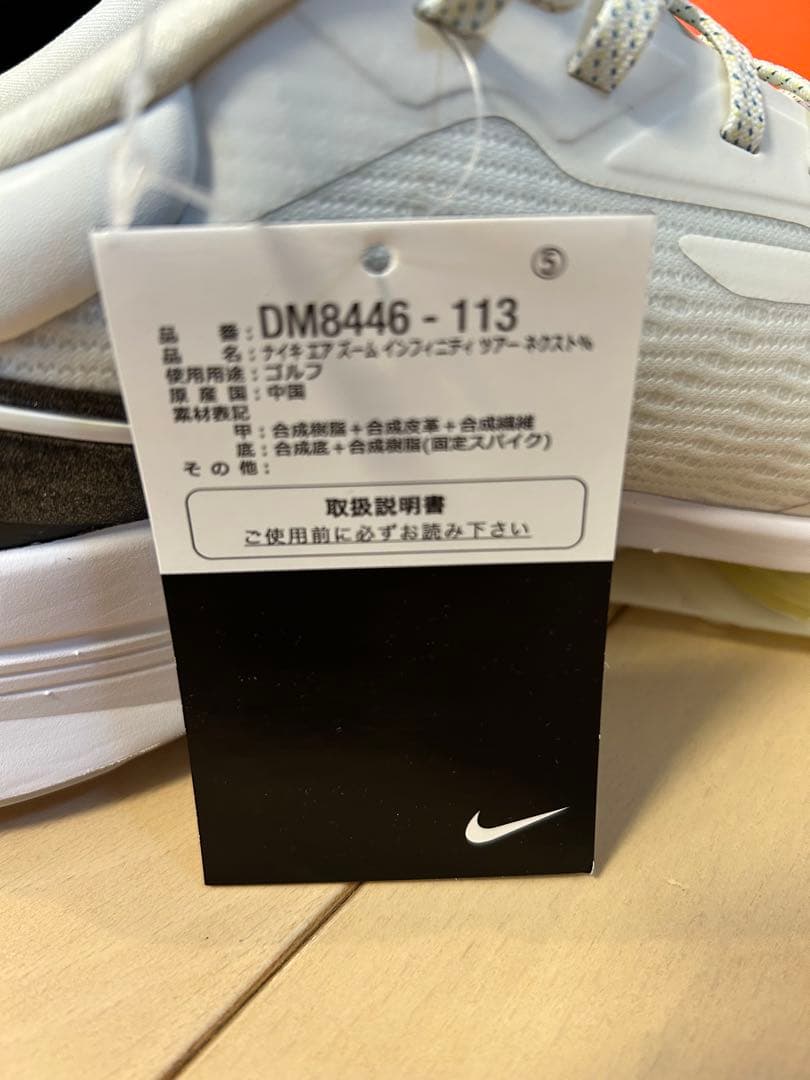 ⑤
品番:DM8446-113
品名:ナイキ エア ズーム インフィニティ ツアー ネクスト%
使用用途:ゴルフ
原産国:中国
素材表記
甲:合成樹脂+合成皮革+合成繊維
底:合成底+合成樹脂(固定スパイク)
その他:
取扱説明書
ご使用前に必ずお読み下さい